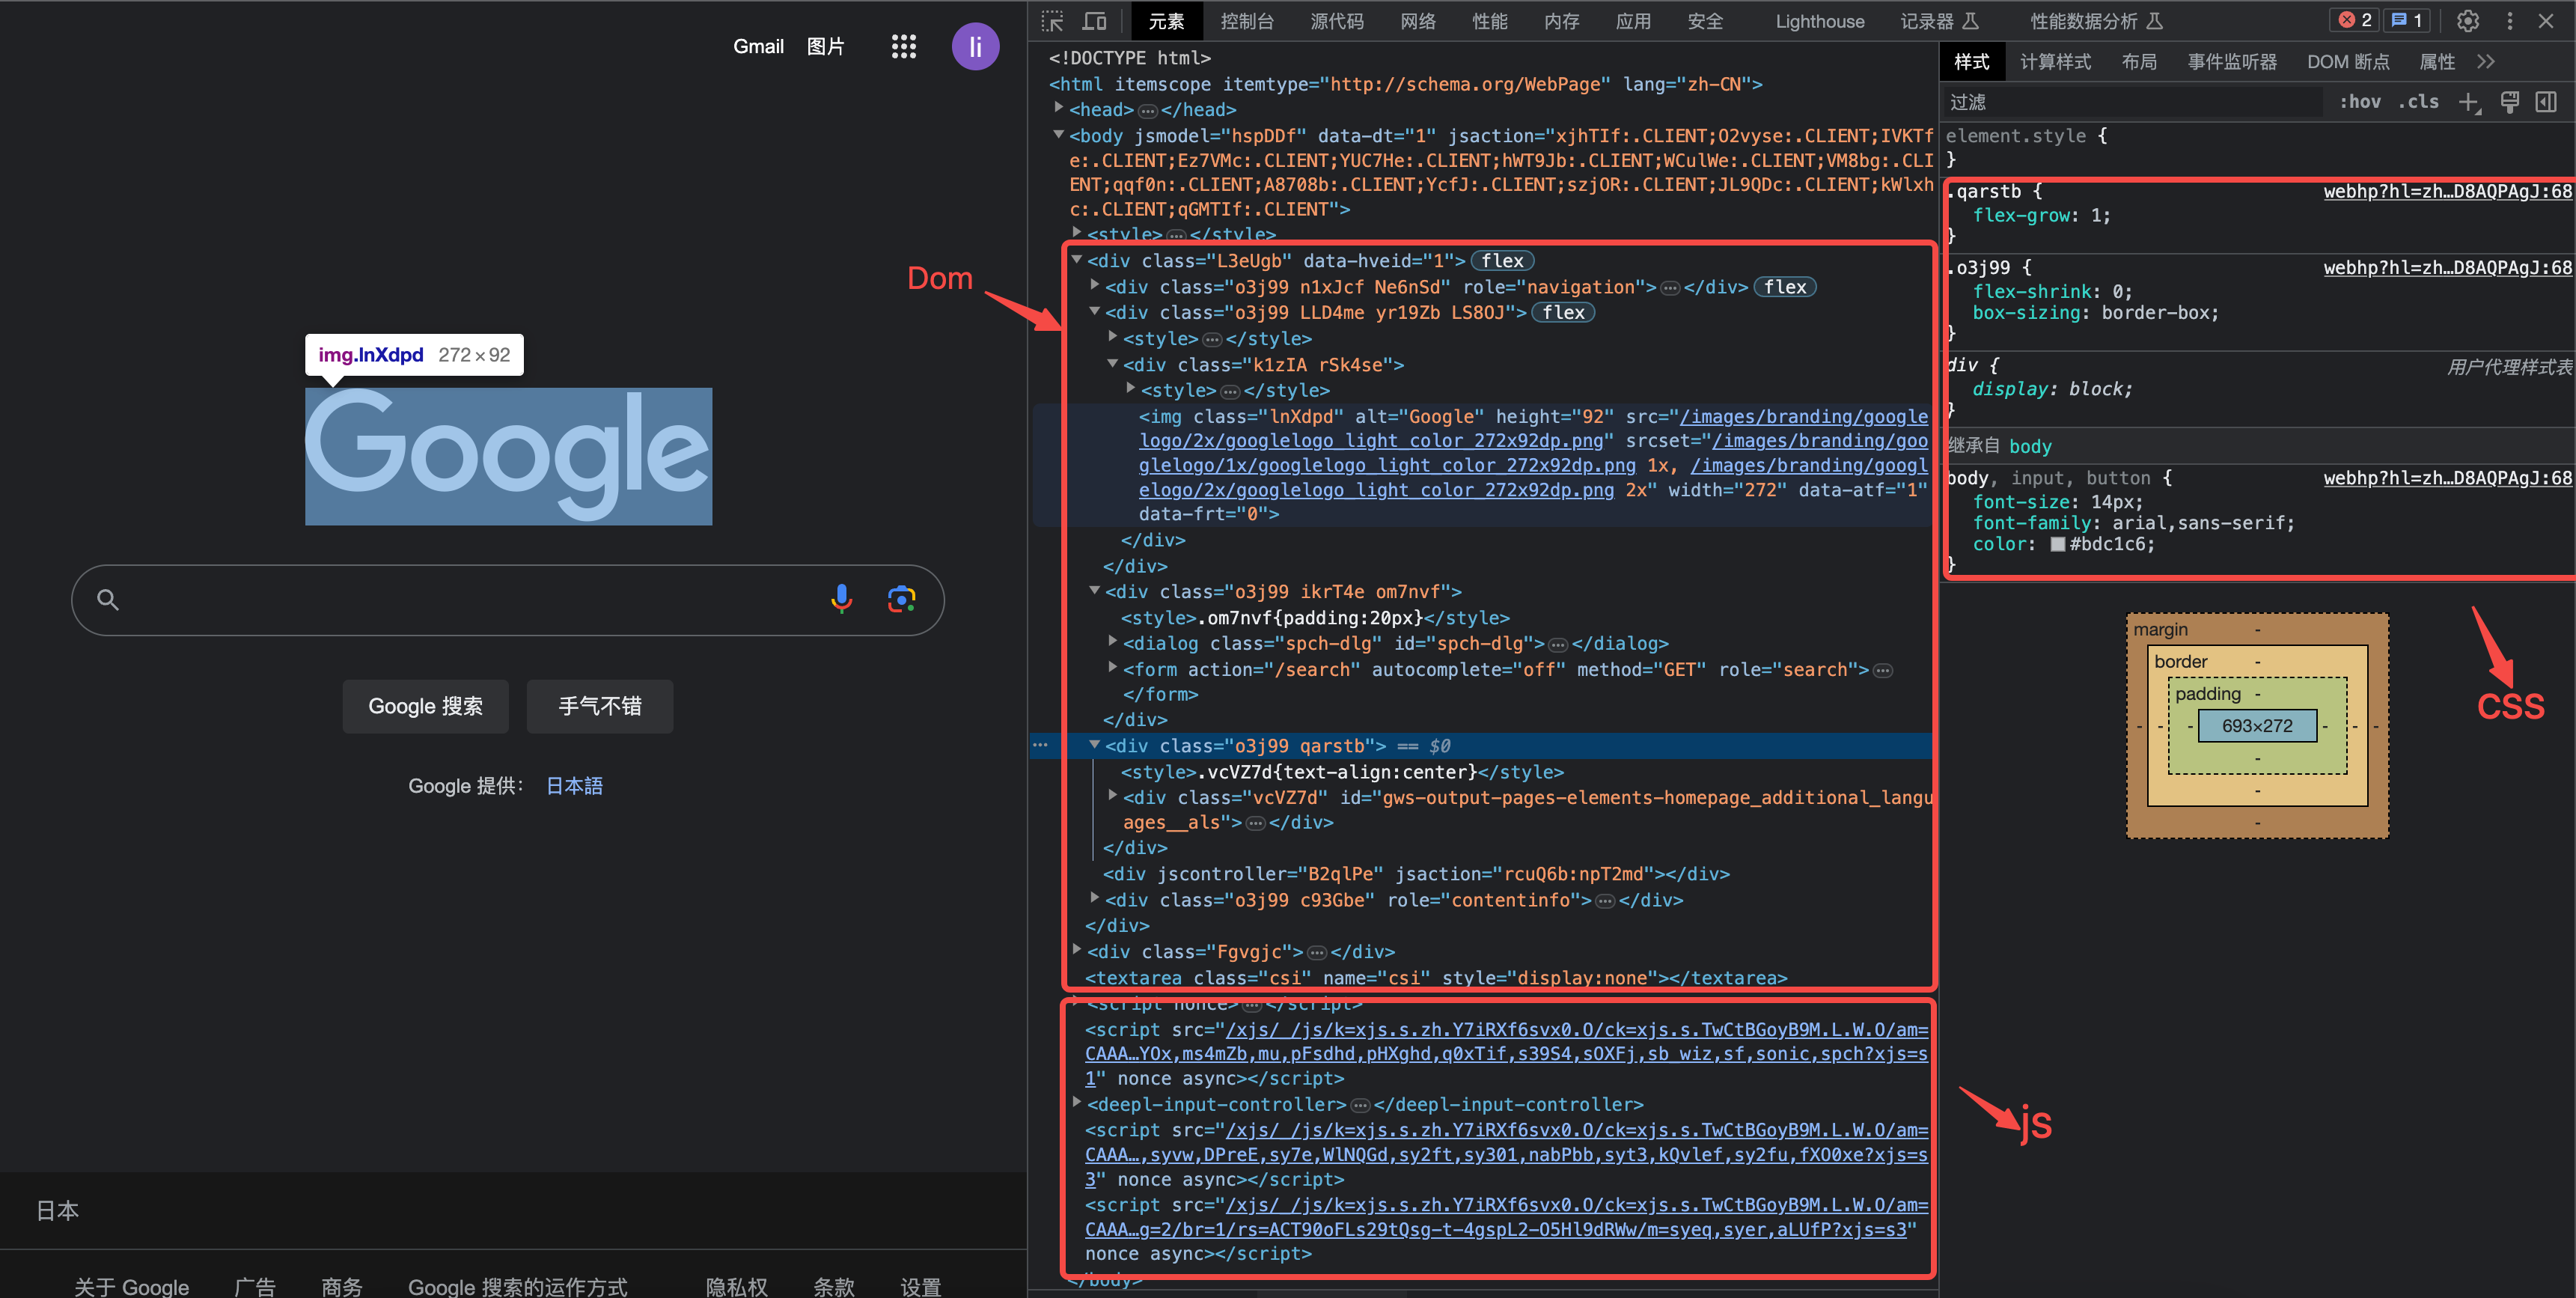 Gmail 图片 li
img.lnXdpd 272 × 92
Google
Google 搜索 手气不错
Google 提供： 日本語
日本
关于 Google 广告 商务 Google 搜索的运作方式 隐私权 条款 设置
Dom
元素 控制台 源代码 网络 性能 内存 应用 安全 Lighthouse 记录器 性能数据分析 2 1
<!DOCTYPE html>
<html itemscope itemtype="http://schema.org/WebPage" lang="zh-CN">
<head>…</head>
<body jsmodel="hspDDf" data-dt="1" jsaction="xjhTIf:.CLIENT;O2vyse:.CLIENT;IVKTf
e:.CLIENT;Ez7VMc:.CLIENT;YUC7He:.CLIENT;hWT9Jb:.CLIENT;WCulWe:.CLIENT;VM8bg:.CLI
ENT;qqf0n:.CLIENT;A8708b:.CLIENT;YcfJ:.CLIENT;szjOR:.CLIENT;JL9QDc:.CLIENT;kWlxh
c:.CLIENT;qGMTIf:.CLIENT">
<style>…</style>
<div class="L3eUgb" data-hveid="1"> flex
<div class="o3j99 n1xJcf Ne6nSd" role="navigation">…</div> flex
<div class="o3j99 LLD4me yr19Zb LS8OJ"> flex
<style>…</style>
<div class="k1zIA rSk4se">
<style>…</style>
<img class="lnXdpd" alt="Google" height="92" src="/images/branding/google
logo/2x/googlelogo_light_color_272x92dp.png" srcset="/images/branding/goo
glelogo/1x/googlelogo_light_color_272x92dp.png 1x, /images/branding/googl
elogo/2x/googlelogo_light_color_272x92dp.png 2x" width="272" data-atf="1"
data-frt="0">
</div>
</div>
<div class="o3j99 ikrT4e om7nvf">
<style>.om7nvf{padding:20px}</style>
<dialog class="spch-dlg" id="spch-dlg">…</dialog>
<form action="/search" autocomplete="off" method="GET" role="search">…
</form>
</div>
… <div class="o3j99 qarstb"> == $0
<style>.vcVZ7d{text-align:center}</style>
<div class="vcVZ7d" id="gws-output-pages-elements-homepage_additional_langu
ages__als">…</div>
</div>
<div jscontroller="B2qlPe" jsaction="rcuQ6b:npT2md"></div>
<div class="o3j99 c93Gbe" role="contentinfo">…</div>
</div>
<div class="Fgvgjc">…</div>
<textarea class="csi" name="csi" style="display:none"></textarea>
<script nonce>…</script>
<script src="/xjs/_/js/k=xjs.s.zh.Y7iRXf6svx0.O/ck=xjs.s.TwCtBGoyB9M.L.W.O/am=
CAAA…YOx,ms4mZb,mu,pFsdhd,pHXghd,q0xTif,s39S4,sOXFj,sb_wiz,sf,sonic,spch?xjs=s
1" nonce async></script>
<deepl-input-controller>…</deepl-input-controller>
<script src="/xjs/_/js/k=xjs.s.zh.Y7iRXf6svx0.O/ck=xjs.s.TwCtBGoyB9M.L.W.O/am=
CAAA…,syvw,DPreE,sy7e,WlNQGd,sy2ft,sy301,nabPbb,syt3,kQvlef,sy2fu,fXO0xe?xjs=s
3" nonce async></script>
<script src="/xjs/_/js/k=xjs.s.zh.Y7iRXf6svx0.O/ck=xjs.s.TwCtBGoyB9M.L.W.O/am=
CAAA…g=2/br=1/rs=ACT90oFLs29tQsg-t-4gspL2-O5Hl9dRWw/m=syeq,syer,aLUfP?xjs=s3"
nonce async></script>
</body>
样式 计算样式 布局 事件监听器 DOM 断点 属性
过滤 :hov .cls
element.style {
}
.qarstb { webhp?hl=zh…D8AQPAgJ:68
flex-grow: 1;
}
.o3j99 { webhp?hl=zh…D8AQPAgJ:68
flex-shrink: 0;
box-sizing: border-box;
}
div { 用户代理样式表
display: block;
}
继承自 body
body, input, button { webhp?hl=zh…D8AQPAgJ:68
font-size: 14px;
font-family: arial,sans-serif;
color: #bdc1c6;
}
margin -
border -
padding -
- - - 693×272 - - -
-
-
-
CSS
js